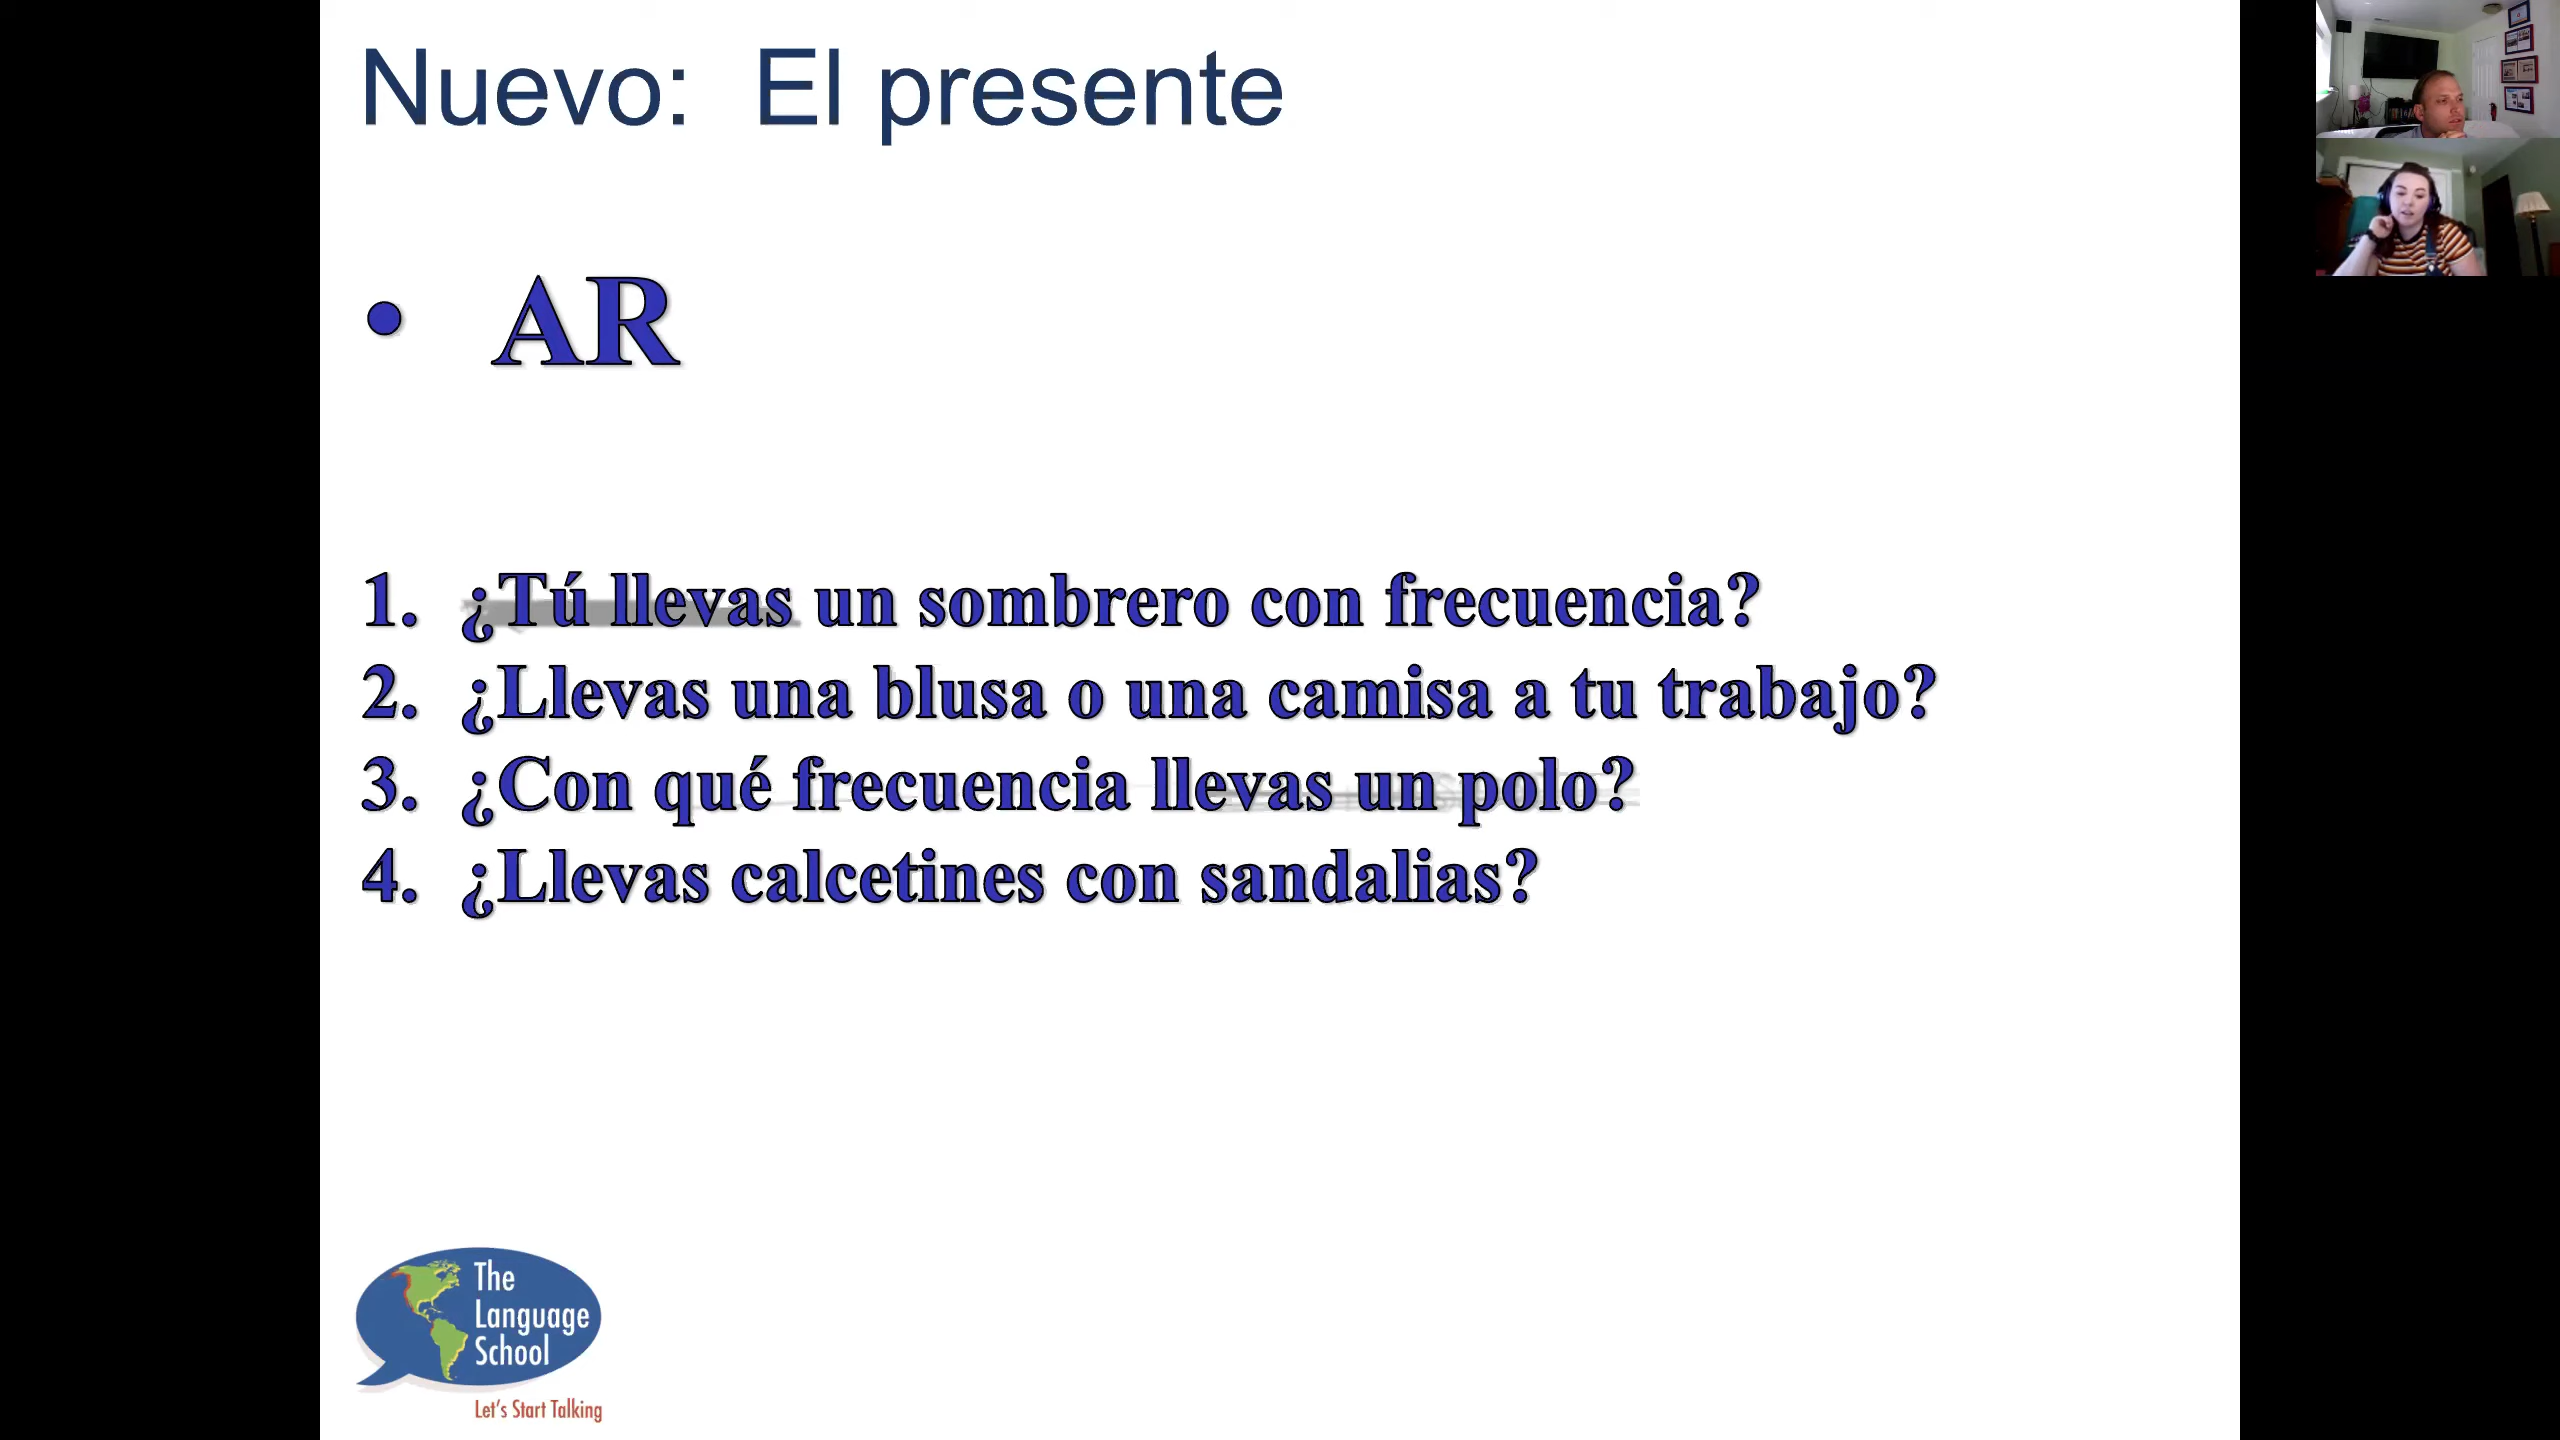 Nuevo: El presente
• AR
1. ¿Tú llevas un sombrero con frecuencia?
2. ¿Llevas una blusa o una camisa a tu trabajo?
3. ¿Con qué frecuencia llevas un polo?
4. ¿Llevas calcetines con sandalias?
The
Language
School
Let's Start Talking